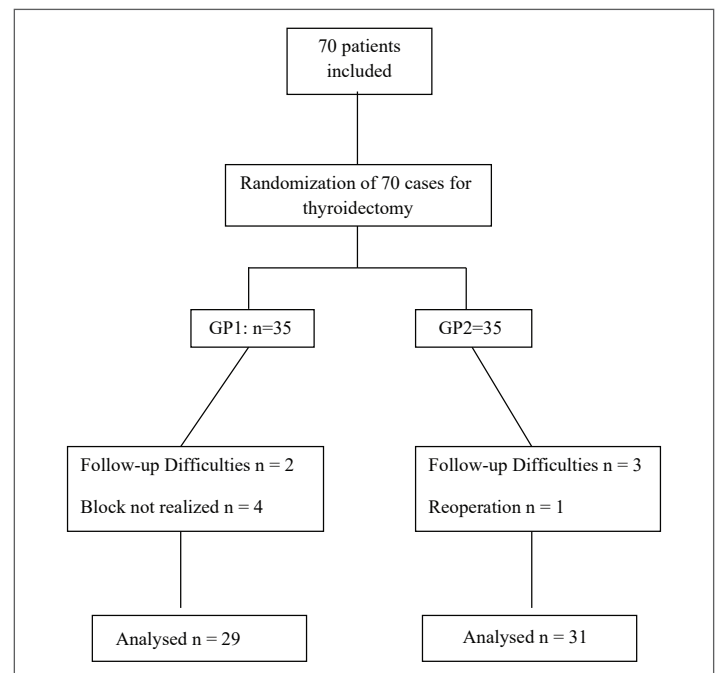 70 patients
included
Randomization of 70 cases for
thyroidectomy
GP1: n=35
GP2=35
Follow-up Difficulties n = 2
Block not realized n = 4
Follow-up Difficulties n = 3
Reoperation n = 1
Analysed n = 29
Analysed n = 31